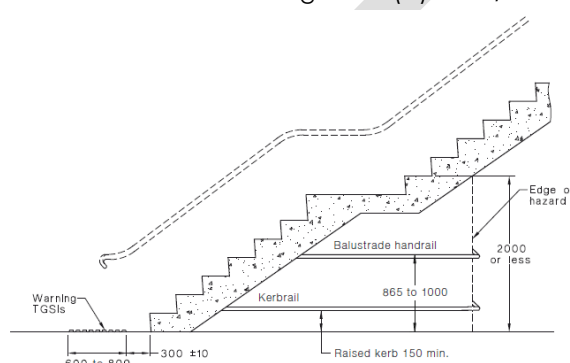 Edge o
hazard
2000
or less
Balustrade handrail
865 to 1000
Kerbrail
Warning
TGSIs
300 ±10
Raised kerb 150 min.